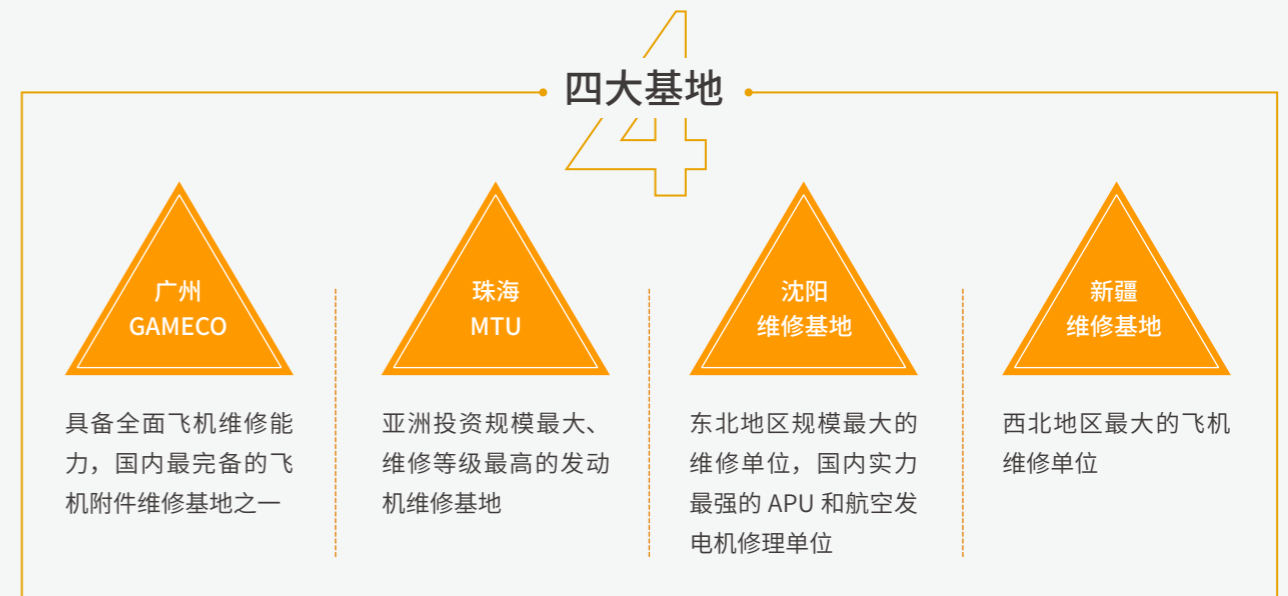 4
四大基地
广州
GAMECO
具备全面飞机维修能
力，国内最完备的飞
机附件维修基地之一
珠海
MTU
亚洲投资规模最大、
维修等级最高的发动
机维修基地
沈阳
维修基地
东北地区规模最大的
维修单位，国内实力
最强的 APU 和航空发
电机修理单位
新疆
维修基地
西北地区最大的飞机
维修单位